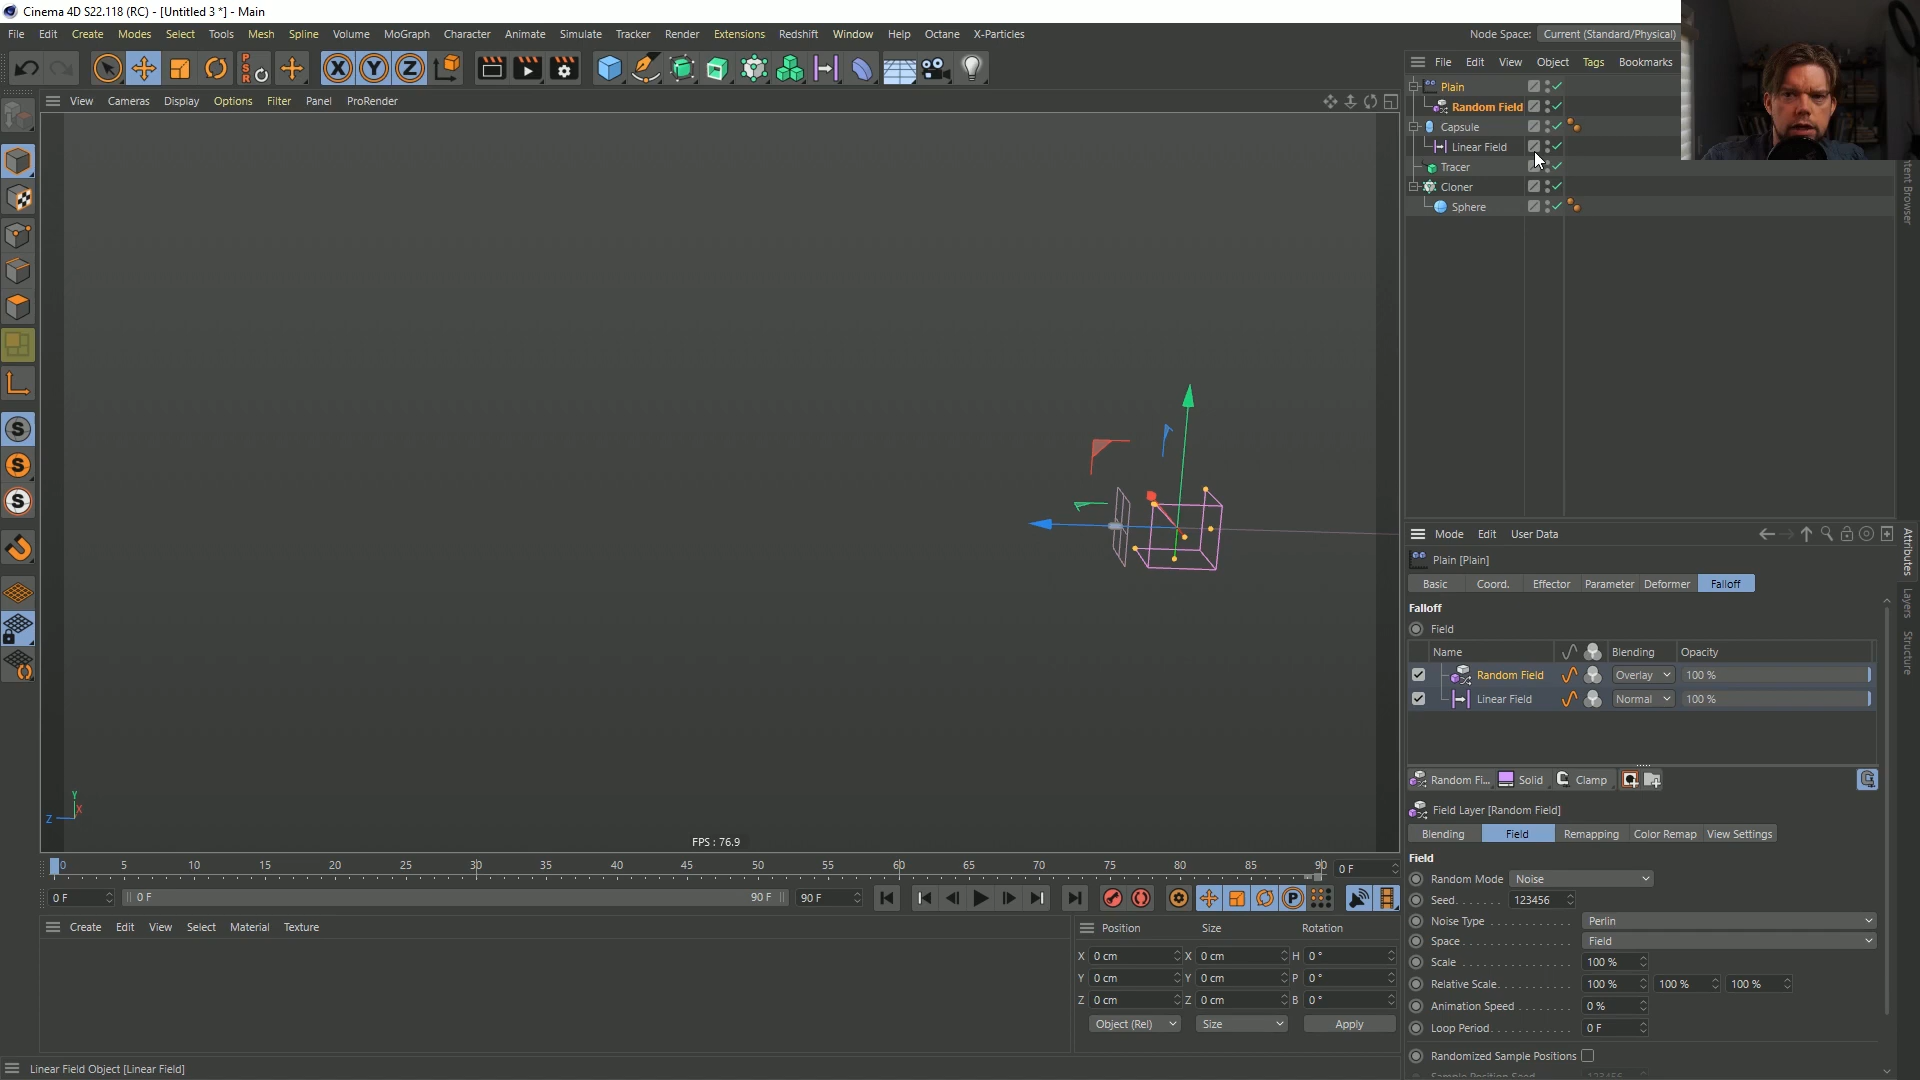 Cinema 4D S22.118 (RC) - [Untitled 3 *] - Main
File Edit Create Modes Select Tools Mesh Spline Volume MoGraph Character Animate Simulate Tracker Render Extensions Redshift Window Help Octane X-Particles Node Space: Current (Standard/Physical)
PSR X Y Z
File Edit View Object Tags Bookmarks
View Cameras Display Options Filter Panel ProRender
Plain
Random Field
Capsule
Linear Field
Tracer
Cloner
Sphere
S
S
S
Mode Edit User Data
Attributes
Layers
Structure
Plain [Plain]
Basic Coord. Effector Parameter Deformer Falloff
Falloff
Field
Name Blending Opacity
Random Field Overlay 100 %
Linear Field Normal 100 %
Random Fi... Solid Clamp
Field Layer [Random Field]
Blending Field Remapping Color Remap View Settings
Field
Random Mode Noise
Seed 123456
Noise Type Perlin
Space Field
Scale 100 %
Relative Scale 100 % 100 % 100 %
Animation Speed 0 %
Loop Period 0 F
Randomized Sample Positions
Y
X
Z
FPS : 76.9
0 5 10 15 20 25 30 35 40 45 50 55 60 65 70 75 80 85 90 0 F
0 F 0 F 90 F 90 F P
Create Edit View Select Material Texture
Position Size Rotation
X 0 cm X 0 cm H 0 °
Y 0 cm Y 0 cm P 0 °
Z 0 cm Z 0 cm B 0 °
Object (Rel) Size Apply
Linear Field Object [Linear Field]